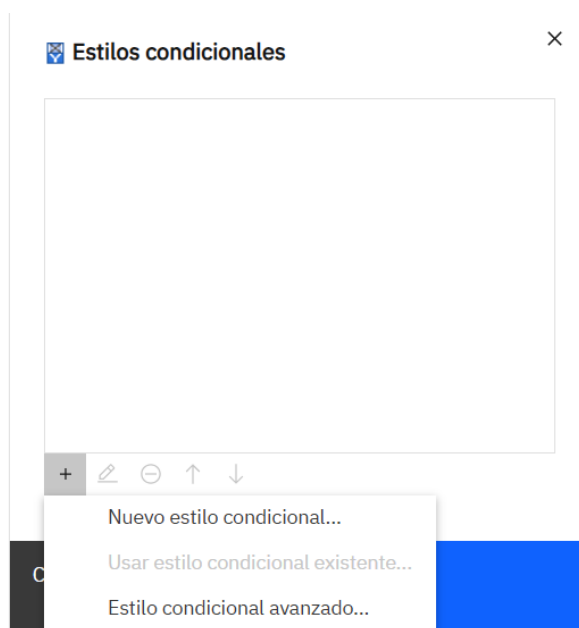 Estilos condicionales
Nuevo estilo condicional...
Usar estilo condicional existente...
Estilo condicional avanzado...